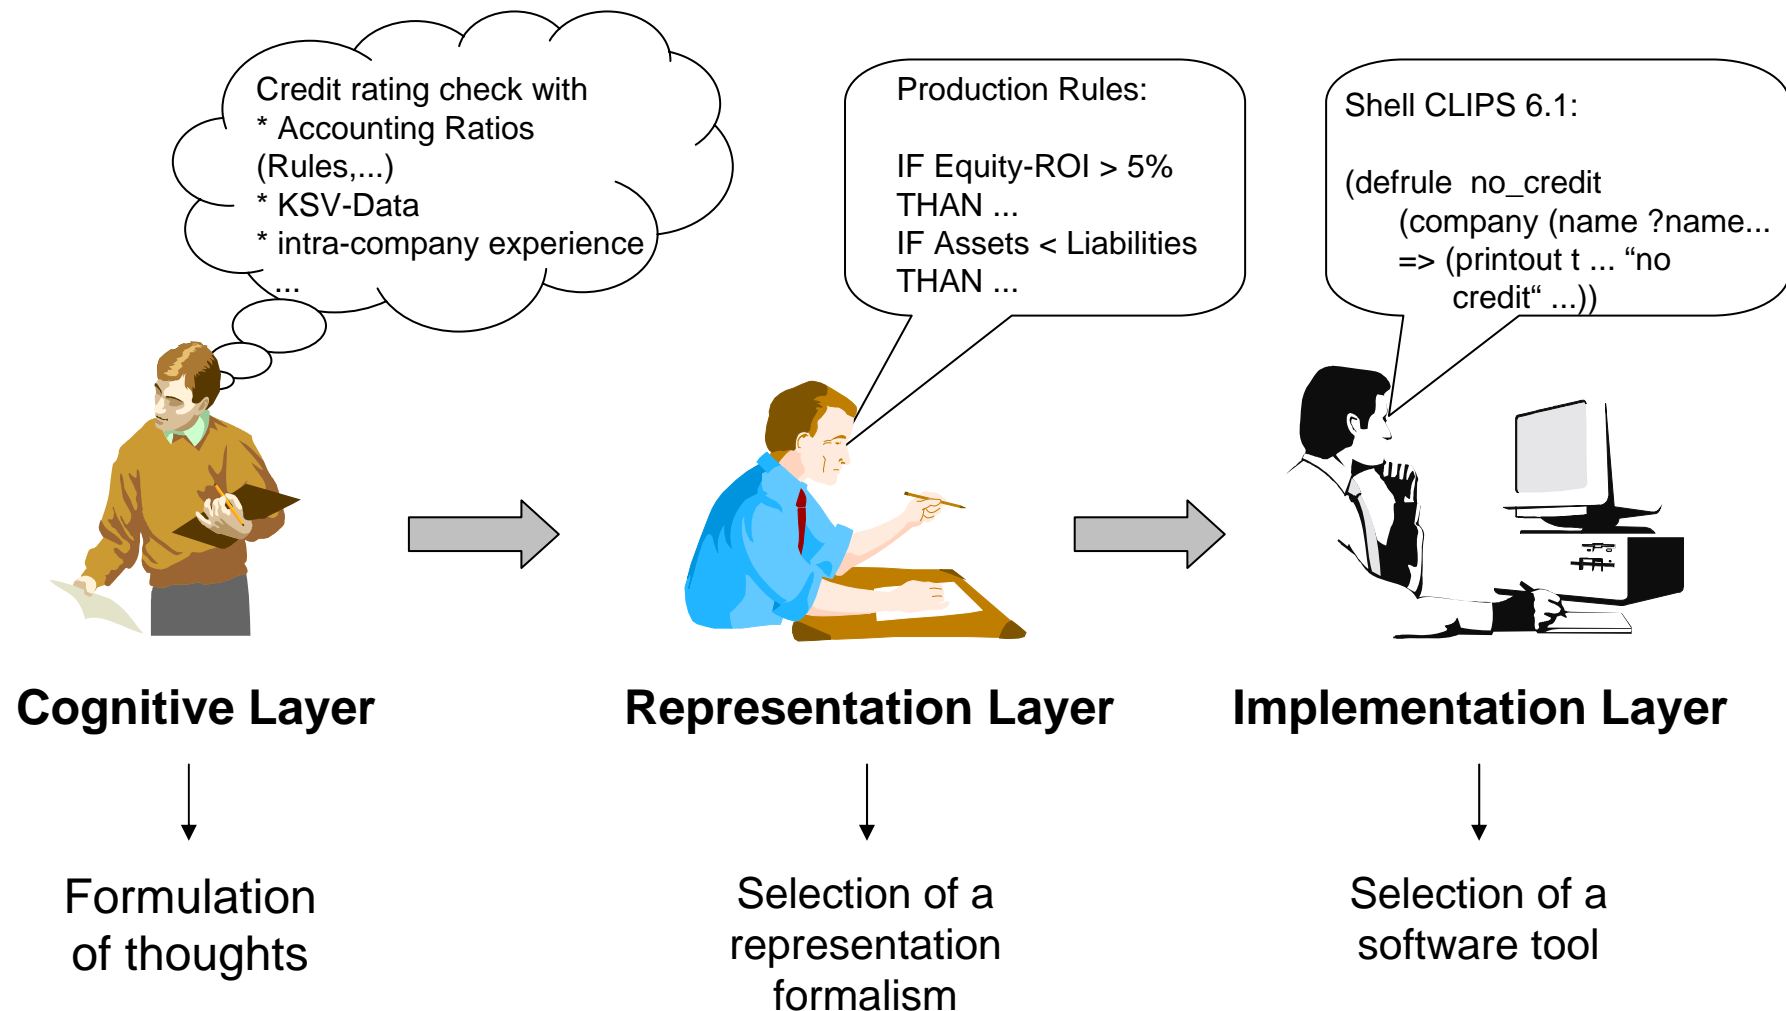 Credit rating check with
* Accounting Ratios
(Rules,...)
* KSV-Data
* intra-company experience
...
Production Rules:
IF Equity-ROI > 5%
THAN ...
IF Assets < Liabilities
THAN ...
Shell CLIPS 6.1:
(defrule  no_credit
(company (name ?name...
=> (printout t ... “no
credit“ ...))
Cognitive Layer
Representation Layer
Implementation Layer
Formulation
of thoughts
Selection of a
representation
formalism
Selection of a
software tool